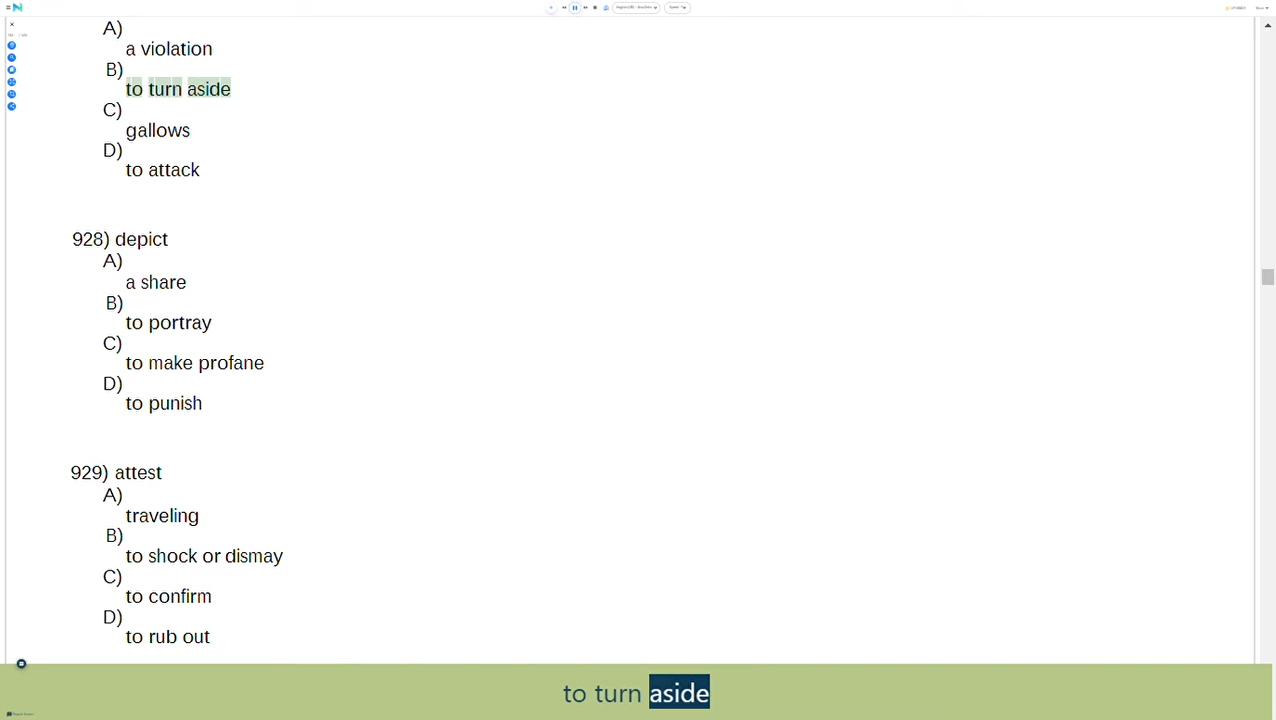 A)
a violation
B)
to turn aside
C)
gallows
D)
to attack
928) depict
A)
a share
B)
to portray
C)
to make profane
D)
to punish
929) attest
A)
traveling
B)
to shock or dismay
C)
to confirm
D)
to rub out
to turn aside